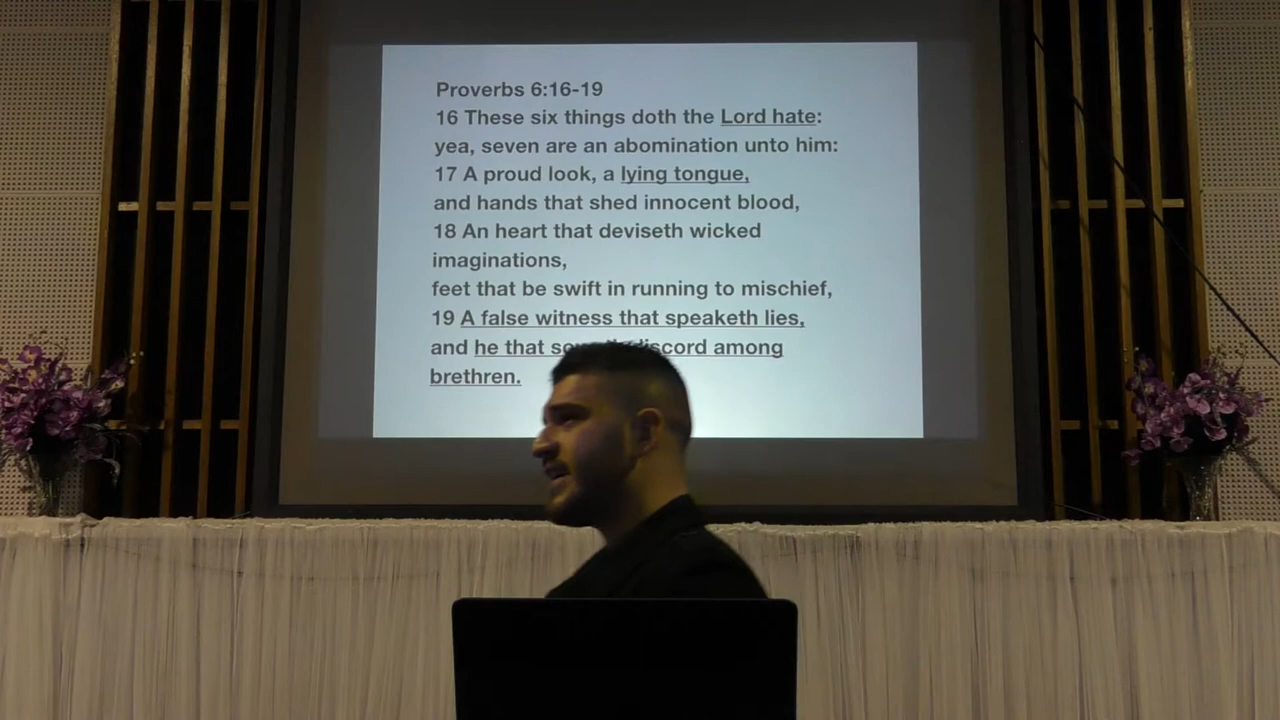 Proverbs 6:16-19
16 These six things doth the Lord hate:
yea, seven are an abomination unto him:
17 A proud look, a lying tongue,
and hands that shed innocent blood,
18 An heart that deviseth wicked
imaginations,
feet that be swift in running to mischief,
19 A false witness that speaketh lies,
and he that among
brethren.